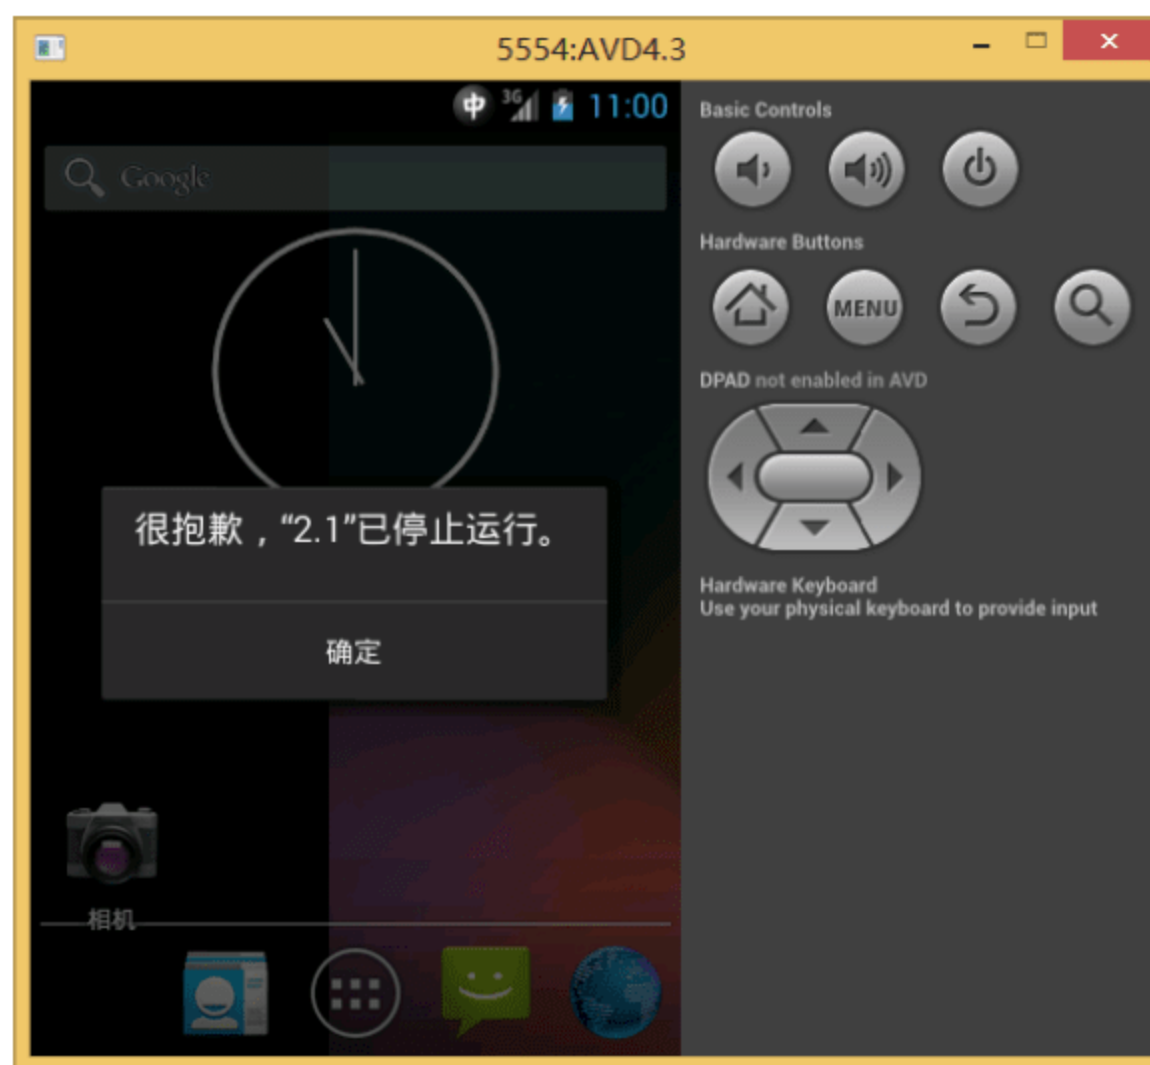 5554:AVD4.3
中 3G 11:00
Google
很抱歉，“2.1”已停止运行。
确定
相机
Basic Controls
Hardware Buttons
MENU
DPAD not enabled in AVD
Hardware Keyboard
Use your physical keyboard to provide input